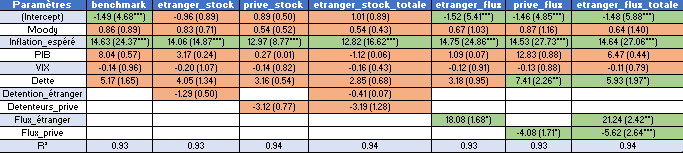 Paramètres benchmark etranger_stock prive_stock etranger_stock_totale etranger_flux prive_flux etranger_flux_totale
(Intercept) -1.49 (4.68***) -0.96 (0.89) 0.89 (0.50) 1.01 (0.89) -1.52 (5.41***) -1.46 (4.85***) -1.48 (5.88***)
Moody 0.86 (0.89) 0.83 (0.71) 0.54 (0.52) 0.54 (0.43) 0.67 (1.03) 0.87 (1.16) 0.64 (1.40)
Inflation_espéré 14.63 (24.37***) 14.06 (14.87***) 12.97 (8.77***) 12.82 (16.62***) 14.75 (24.86***) 14.53 (27.73***) 14.64 (27.06***)
PIB 8.04 (0.57) 3.17 (0.24) 0.27 (0.01) -1.12 (0.06) 1.09 (0.07) 12.83 (0.88) 6.47 (0.44)
VIX -0.14 (0.96) -0.20 (1.07) -0.14 (0.82) -0.16 (0.43) -0.12 (0.91) -0.13 (0.88) -0.11 (0.79)
Dette 5.17 (1.65) 4.05 (1.34) 3.16 (0.54) 2.85 (0.68) 3.18 (0.95) 7.41 (2.26**) 5.93 (1.97*)
Detention_étranger -1.29 (0.50) -0.41 (0.07)
Detenteurs_prive -3.12 (0.77) -3.19 (1.28)
Flux_étranger 18.08 (1.68*) 21.24 (2.42**)
Flux_prive -4.08 (1.71*) -5.62 (2.64***)
R² 0.93 0.93 0.94 0.94 0.93 0.93 0.94